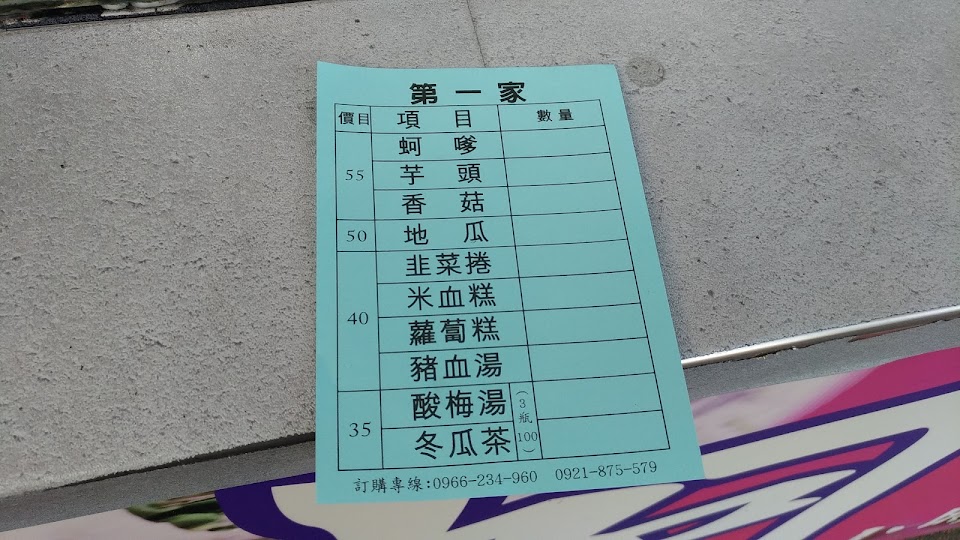 第一家
價目 項目 數量
55 蚵嗲
芋頭
香菇
50 地瓜
40 韭菜捲
米血糕
蘿蔔糕
豬血湯
35 酸梅湯
冬瓜茶
(3瓶100)
訂購專線:0966-234-960 0921-875-579